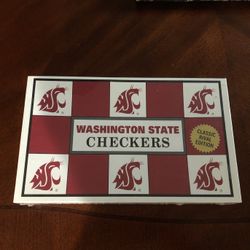 WASHINGTON STATE
CHECKERS
CLASSIC
RIVAL
EDITION